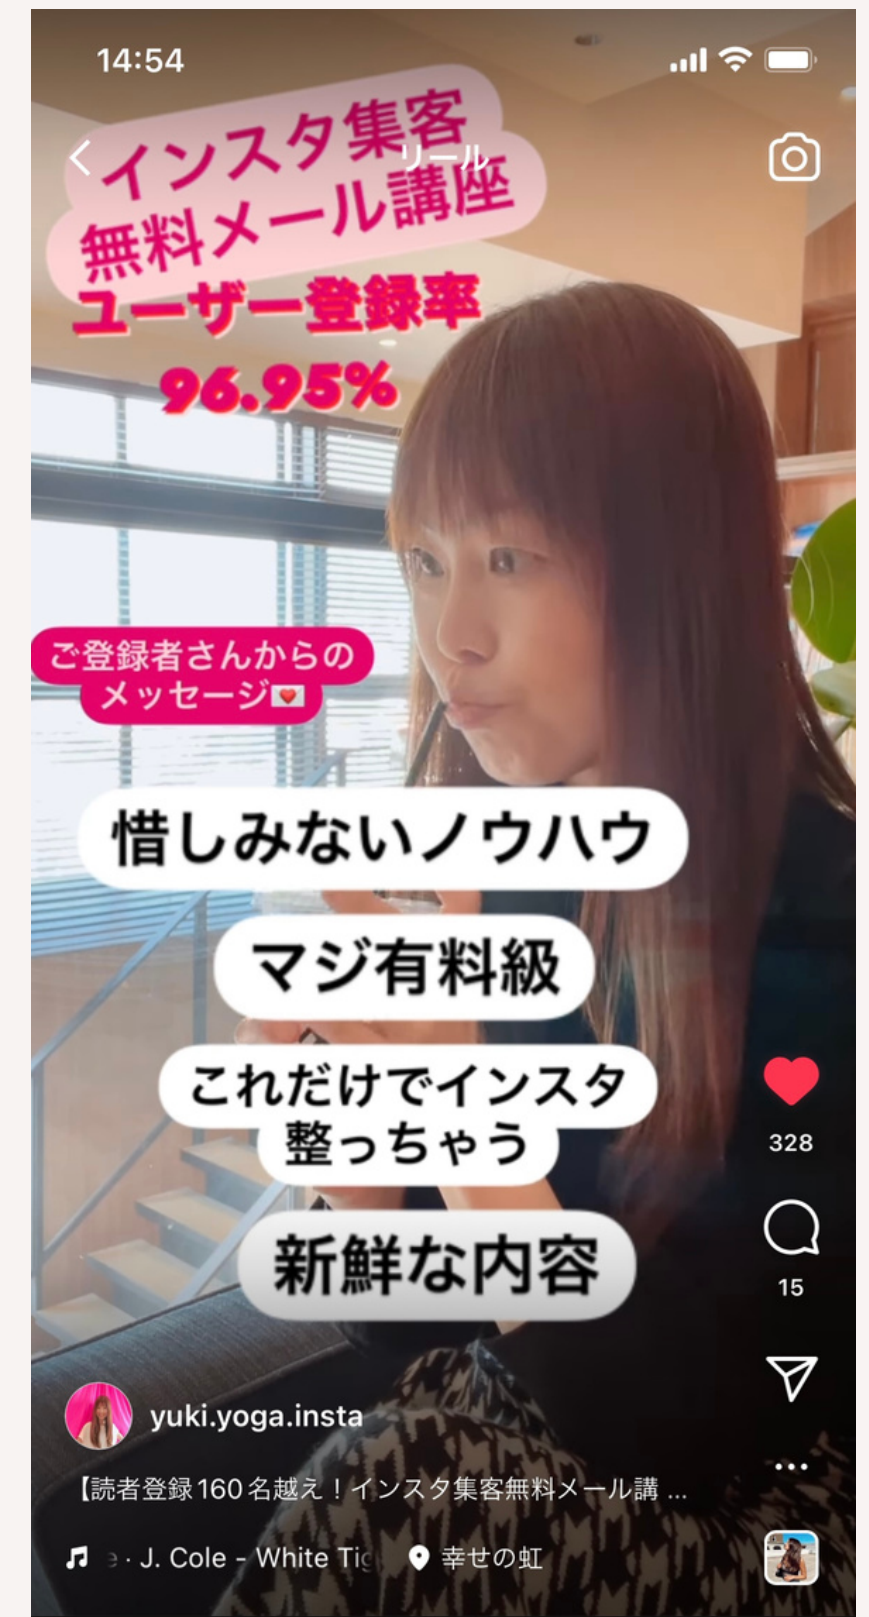 14:54
リール
インスタ集客
無料メール講座
ユーザー登録率
96.95%
ご登録者さんからの
メッセージ💌
惜しみないノウハウ
マジ有料級
これだけでインスタ
整っちゃう
新鮮な内容
328
15
yuki.yoga.insta
【読者登録160名越え！インスタ集客無料メール講 ...
· J. Cole - White Tig
幸せの虹